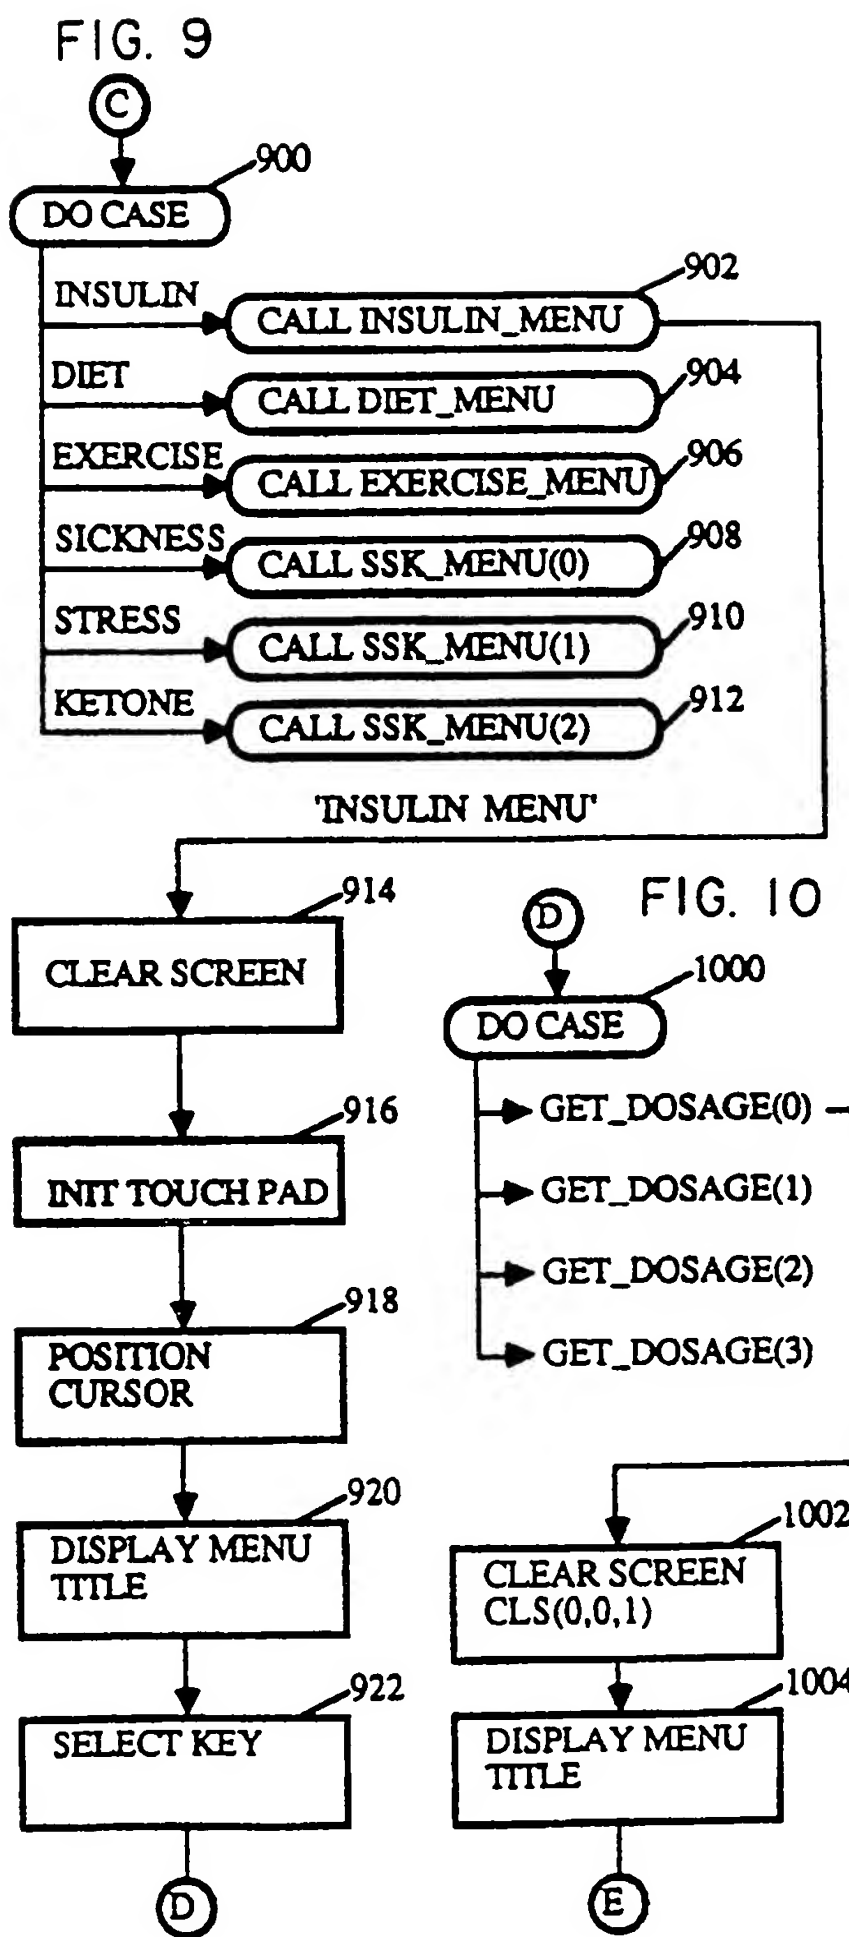 FIG. 9
C
900
DO CASE
INSULIN
902
CALL INSULIN_MENU
DIET
904
CALL DIET_MENU
EXERCISE
906
CALL EXERCISE_MENU
SICKNESS
908
CALL SSK_MENU(0)
STRESS
910
CALL SSK_MENU(1)
KETONE
912
CALL SSK_MENU(2)
'INSULIN MENU'
914
CLEAR SCREEN
916
INIT TOUCH PAD
918
POSITION
CURSOR
920
DISPLAY MENU
TITLE
922
SELECT KEY
D
FIG. 10
D
1000
DO CASE
GET_DOSAGE(0)
GET_DOSAGE(1)
GET_DOSAGE(2)
GET_DOSAGE(3)
1002
CLEAR SCREEN
CLS(0,0,1)
1004
DISPLAY MENU
TITLE
E